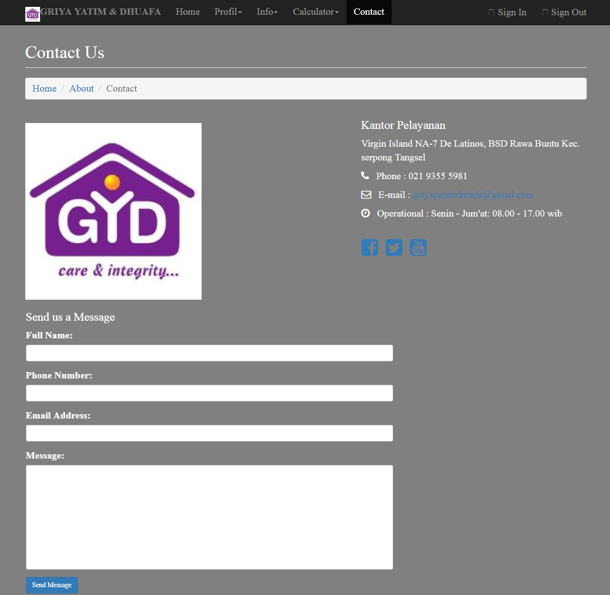 GRIYA YATIM & DHUAFA Home Profil Info Calculator Contact Sign In Sign Out
Contact Us
Home / About / Contact
GYD
care & integrity...
Kantor Pelayanan
Virgin Island NA-7 De Latinos, BSD Rawa Buntu Kec.
serpong Tangsel
Phone : 021 9355 5981
E-mail : griyayatimdhuafa@gmail.com
Operational : Senin - Jum'at: 08.00 - 17.00 wib
Send us a Message
Full Name:
Phone Number:
Email Address:
Message:
Send Message